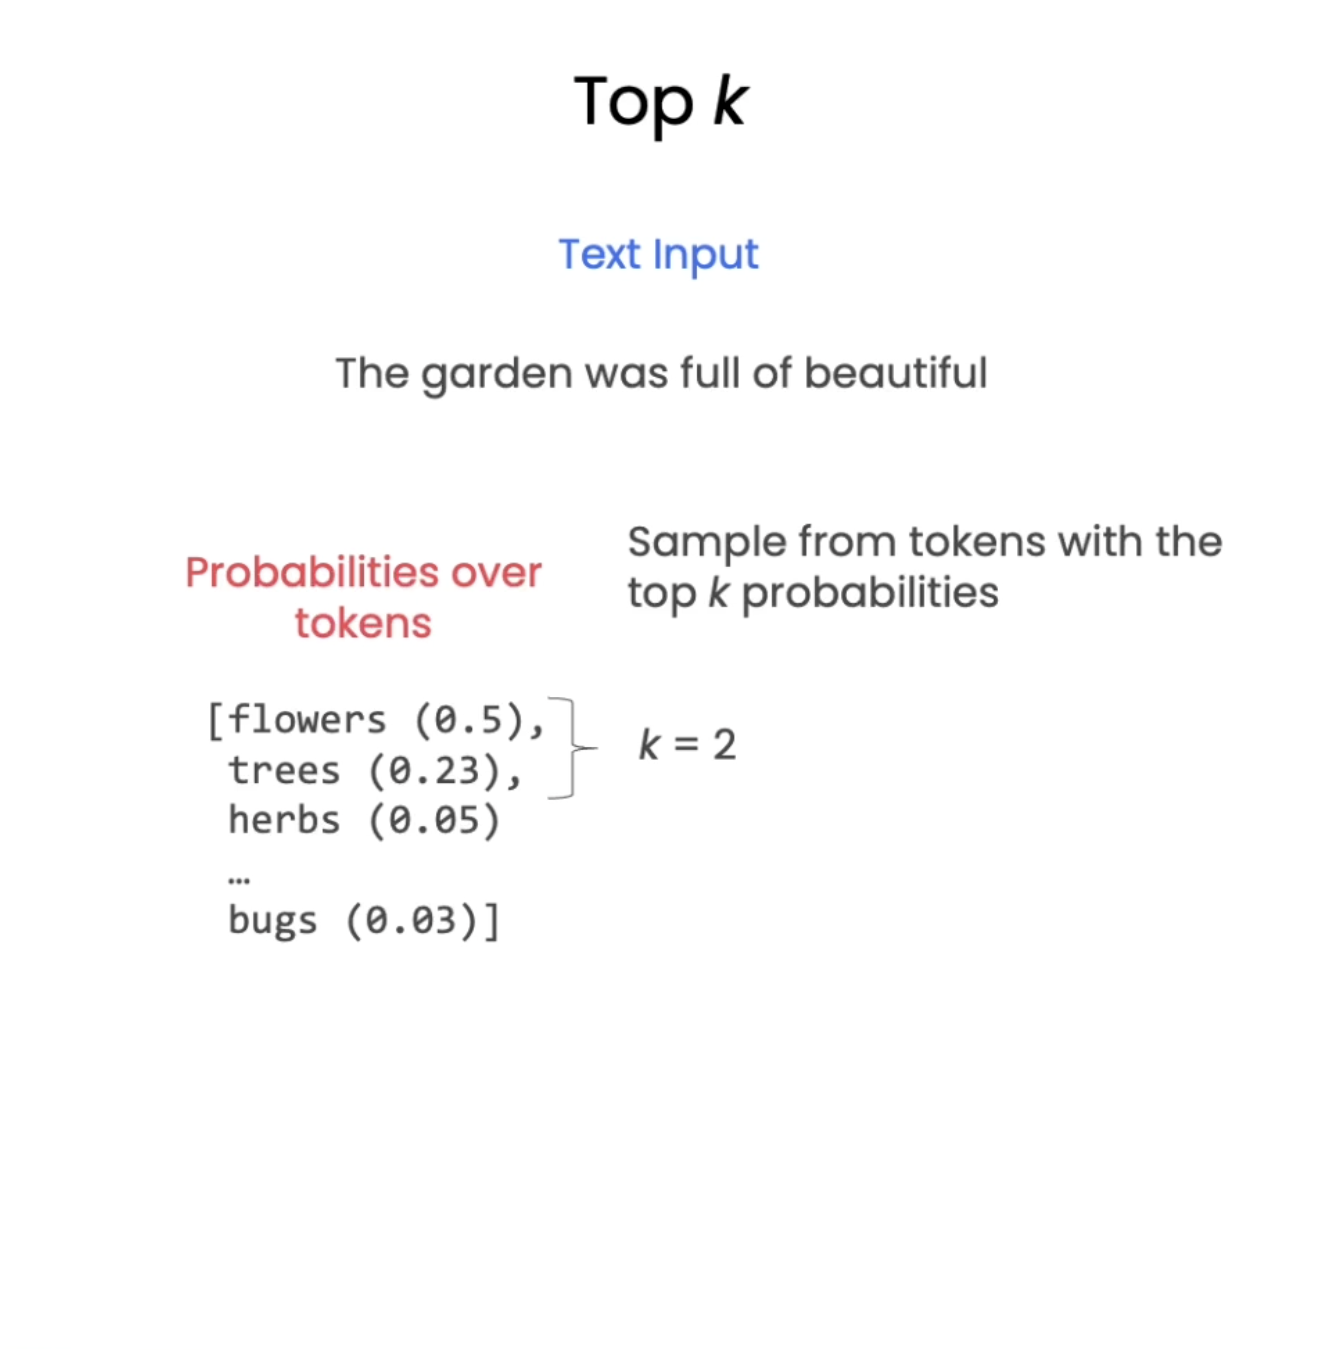 Top k
Text Input
The garden was full of beautiful
Probabilities over
tokens
Sample from tokens with the
top k probabilities
[flowers (0.5),
trees (0.23),
herbs (0.05)
…
bugs (0.03)]
k = 2